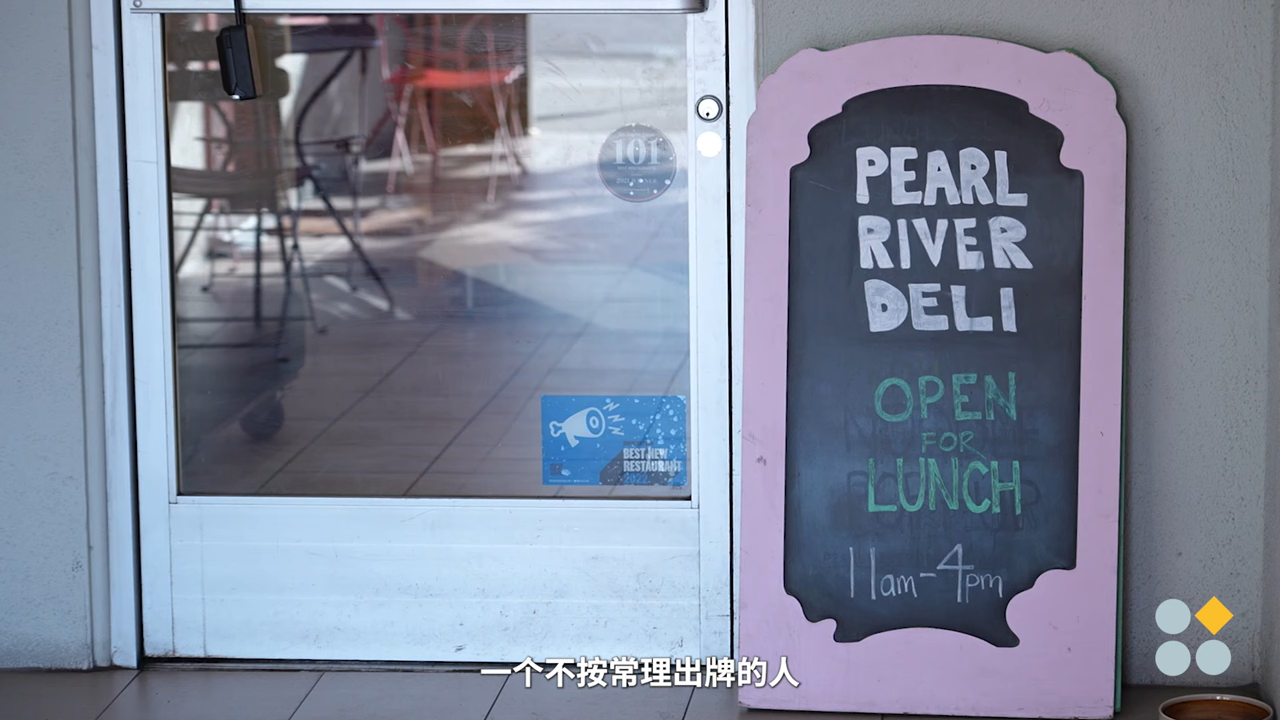 101
BEST NEW
RESTAURANT
2022
PEARL
RIVER
DELI
OPEN
FOR
LUNCH
11am-4pm
一个不按常理出牌的人